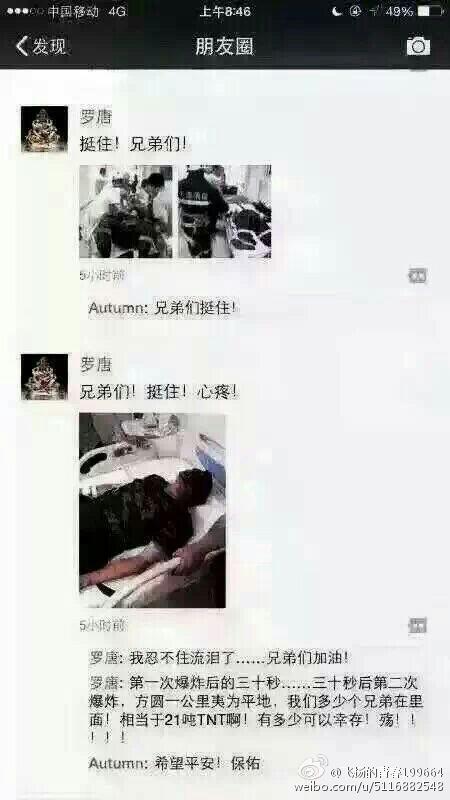 中国移动 4G 上午8:46 49%
发现 朋友圈
罗唐
挺住！兄弟们！
5小时前
Autumn: 兄弟们挺住！
罗唐
兄弟们！挺住！心疼！
5小时前
罗唐: 我忍不住流泪了......兄弟们加油！
罗唐: 第一次爆炸后的三十秒......三十秒后第二次
爆炸，方圆一公里夷为平地，我们多少个兄弟在里
面！相当于21吨TNT啊！有多少可以幸存！殇！！
！！！
Autumn: 希望平安！保佑
@飞扬的青春199664
weibo.com/u/5116882548